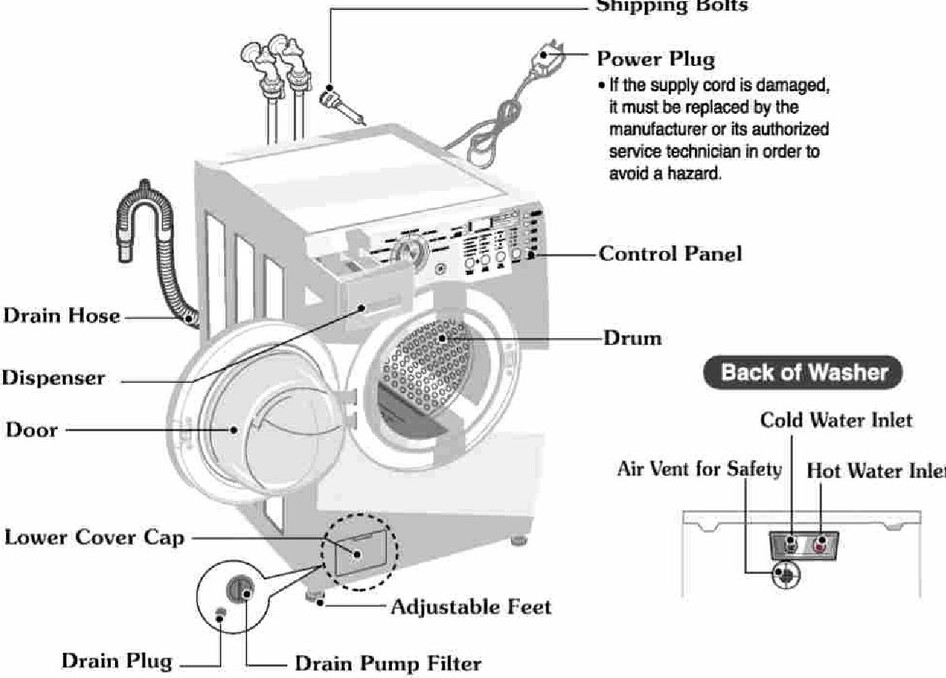 Shipping Bolts
Power Plug
• If the supply cord is damaged,
it must be replaced by the
manufacturer or its authorized
service technician in order to
avoid a hazard.
Control Panel
Drain Hose
Drum
Dispenser
Back of Washer
Door
Cold Water Inlet
Air Vent for Safety
Hot Water Inlet
Lower Cover Cap
Adjustable Feet
Drain Plug
Drain Pump Filter